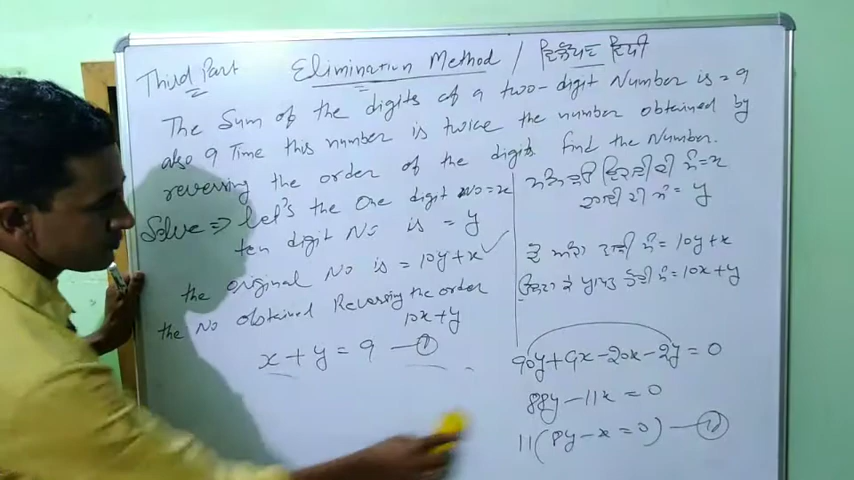 Third Part Elimination Method / ਵਿਲੋਪਣ ਵਿਧੀ
The Sum of the digits of a two-digit Number is = 9
also 9 Time this number is twice the number obtained by
reversing the order of the digits find the Number.
Solve ⇒ Let's the One digit No = x
ten digit No is = y
the original No is = 10y+x ✓
the No obtained Reversing the order
10x+y
x + y = 9 — ①
ਦੀ ਨੰ = x
ਦੀ ਨੰ = y
ਨੰ = 10y+x
ਨੰ = 10x+y
90y+9x-20x-2y = 0
88y-11x = 0
11(8y-x=0) — ②